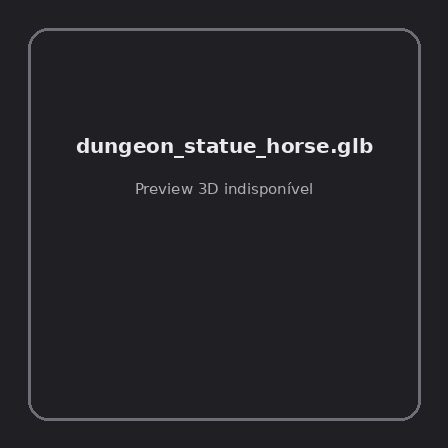 dungeon_statue_horse.glb
Preview 3D indisponível